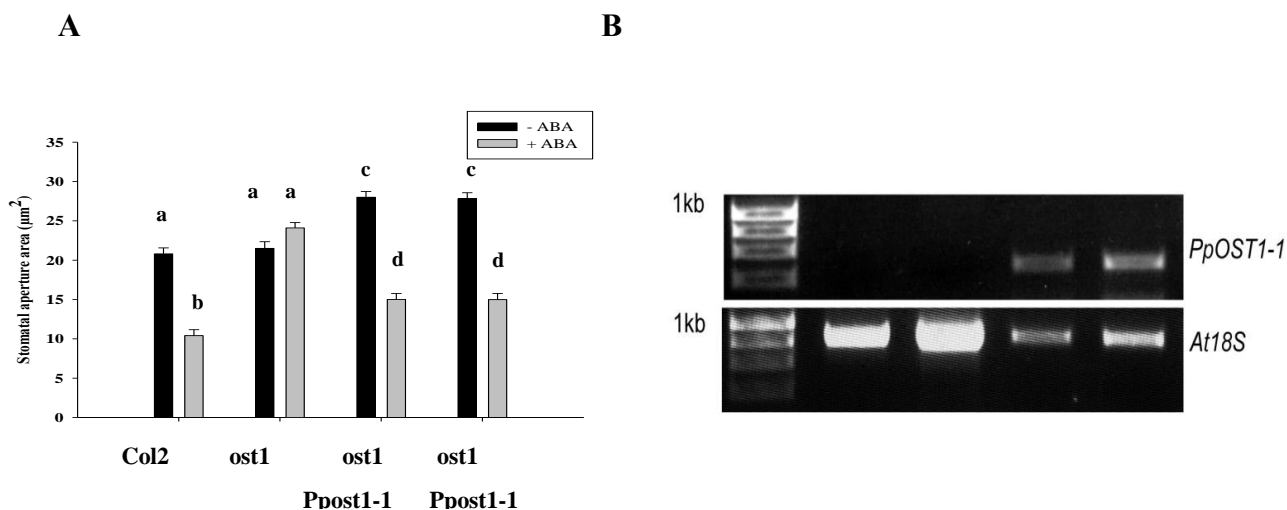 A
B
- ABA
+ ABA
Stomatal aperture area (µm²)
35
30
25
20
15
10
5
0
a
b
a
a
c
d
c
d
Col2
ost1
ost1
Ppost1-1
ost1
Ppost1-1
1kb
PpOST1-1
1kb
At18S